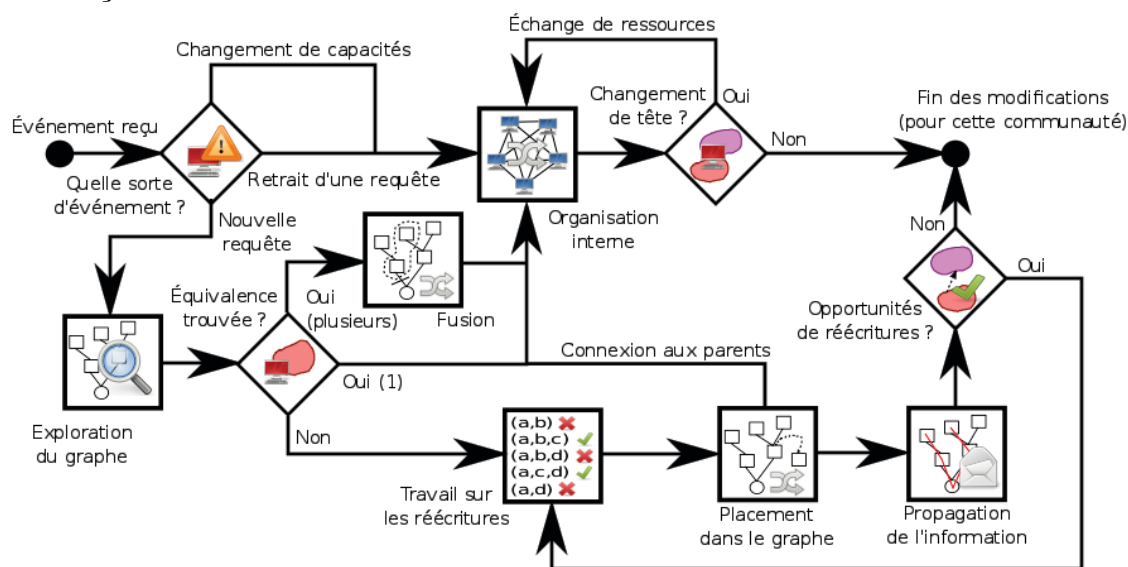 Échange de ressources
Changement de capacités
Changement
de tête ?
Oui
Fin des modifications
(pour cette communauté)
Événement reçu
Non
Quelle sorte
d'événement ?
Retrait d'une requête
Nouvelle
requête
Organisation
interne
Non
Oui
Équivalence
trouvée ?
Oui
(plusieurs)
Fusion
Opportunités
de réécritures ?
Connexion aux parents
Oui (1)
Exploration
du graphe
Non
(a,b)
(a,b,c)
(a,b,d)
(a,c,d)
(a,d)
Travail sur
les réécritures
Placement
dans le graphe
Propagation
de l'information